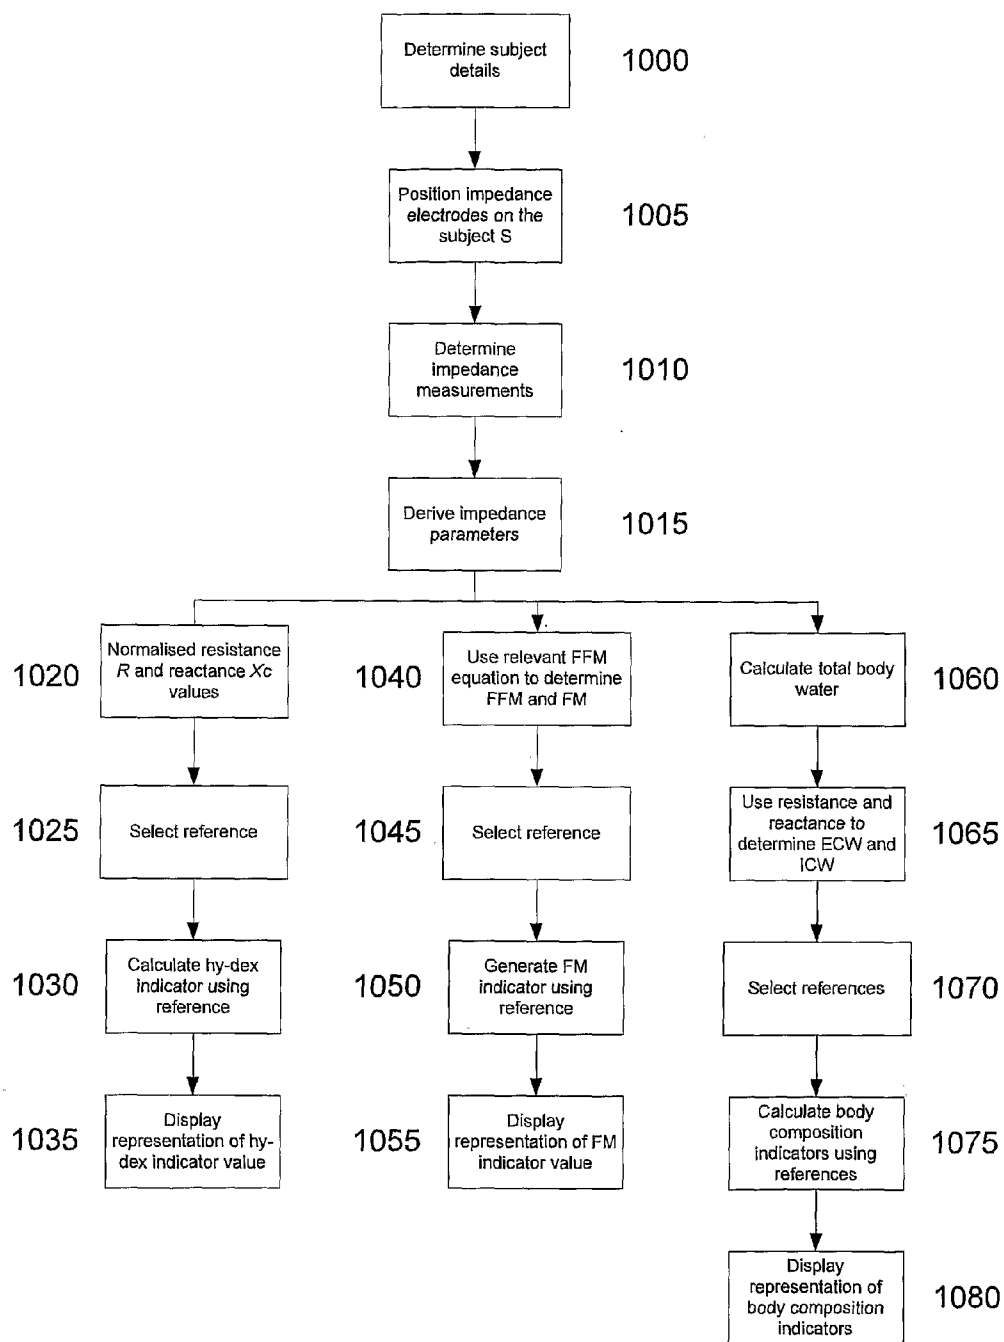 Determine subject
details
1000
Position impedance
electrodes on the
subject S
1005
Determine
impedance
measurements
1010
Derive impedance
parameters
1015
1020
Normalised resistance
R and reactance Xc
values
1040
Use relevant FFM
equation to determine
FFM and FM
Calculate total body
water
1060
1025
Select reference
1045
Select reference
Use resistance and
reactance to
determine ECW and
ICW
1065
1030
Calculate hy-dex
indicator using
reference
1050
Generate FM
indicator using
reference
Select references
1070
1035
Display
representation of hy-
dex indicator value
1055
Display
representation of FM
indicator value
Calculate body
composition
indicators using
references
1075
Display
representation of
body composition
indicators
1080